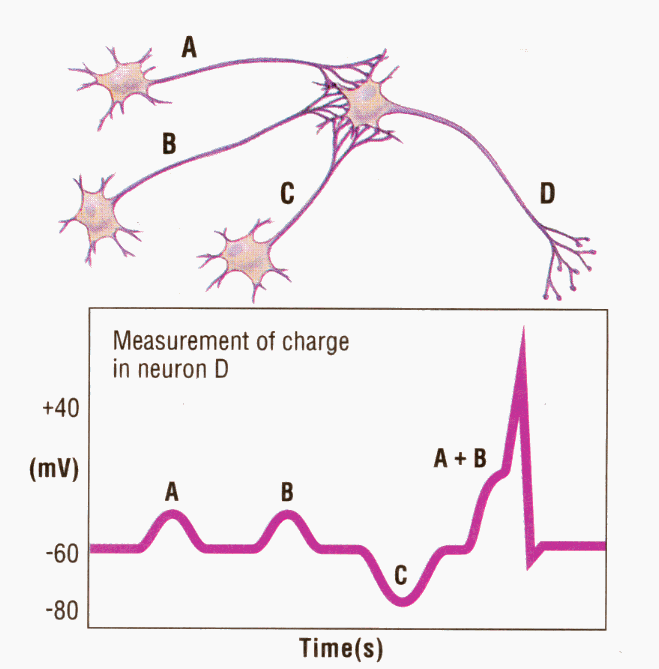 A
B
C
D
Measurement of charge
in neuron D
+40
(mV)
-60
-80
A
B
C
A + B
Time(s)